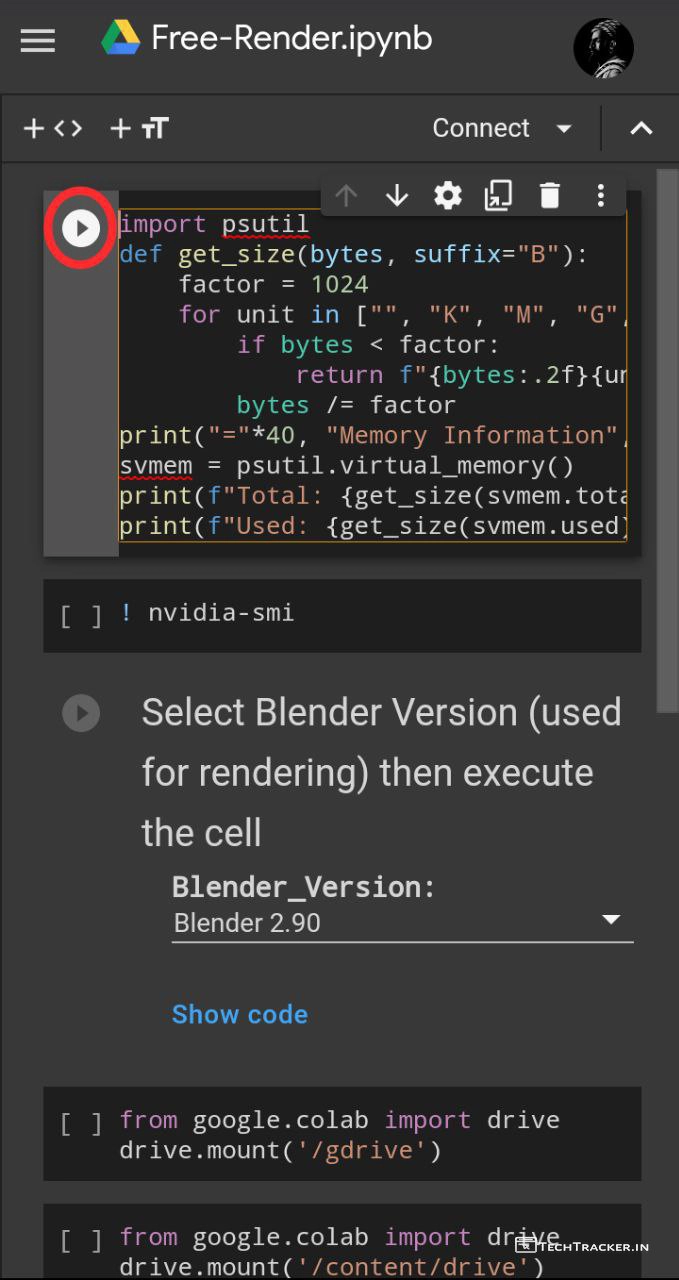 Free-Render.ipynb
+ <> + TT
Connect
import psutil
def get_size(bytes, suffix="B"):
    factor = 1024
    for unit in ["", "K", "M", "G",
        if bytes < factor:
            return f"{bytes:.2f}{un
        bytes /= factor
print("="*40, "Memory Information",
svmem = psutil.virtual_memory()
print(f"Total: {get_size(svmem.tota
print(f"Used: {get_size(svmem.used)
[ ] ! nvidia-smi
Select Blender Version (used
for rendering) then execute
the cell
Blender_Version:
Blender 2.90
Show code
[ ] from google.colab import drive
drive.mount('/gdrive')
[ ] from google.colab import drive
TechTracker.in
drive.mount('/content/drive')